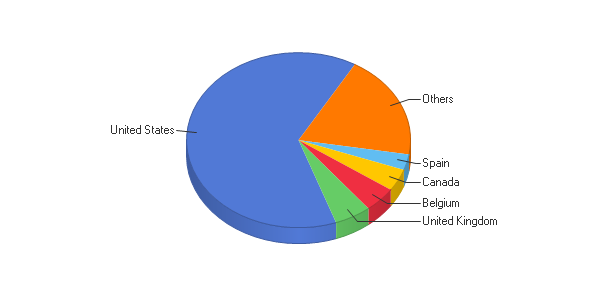 Others
United States
Spain
Canada
Belgium
United Kingdom